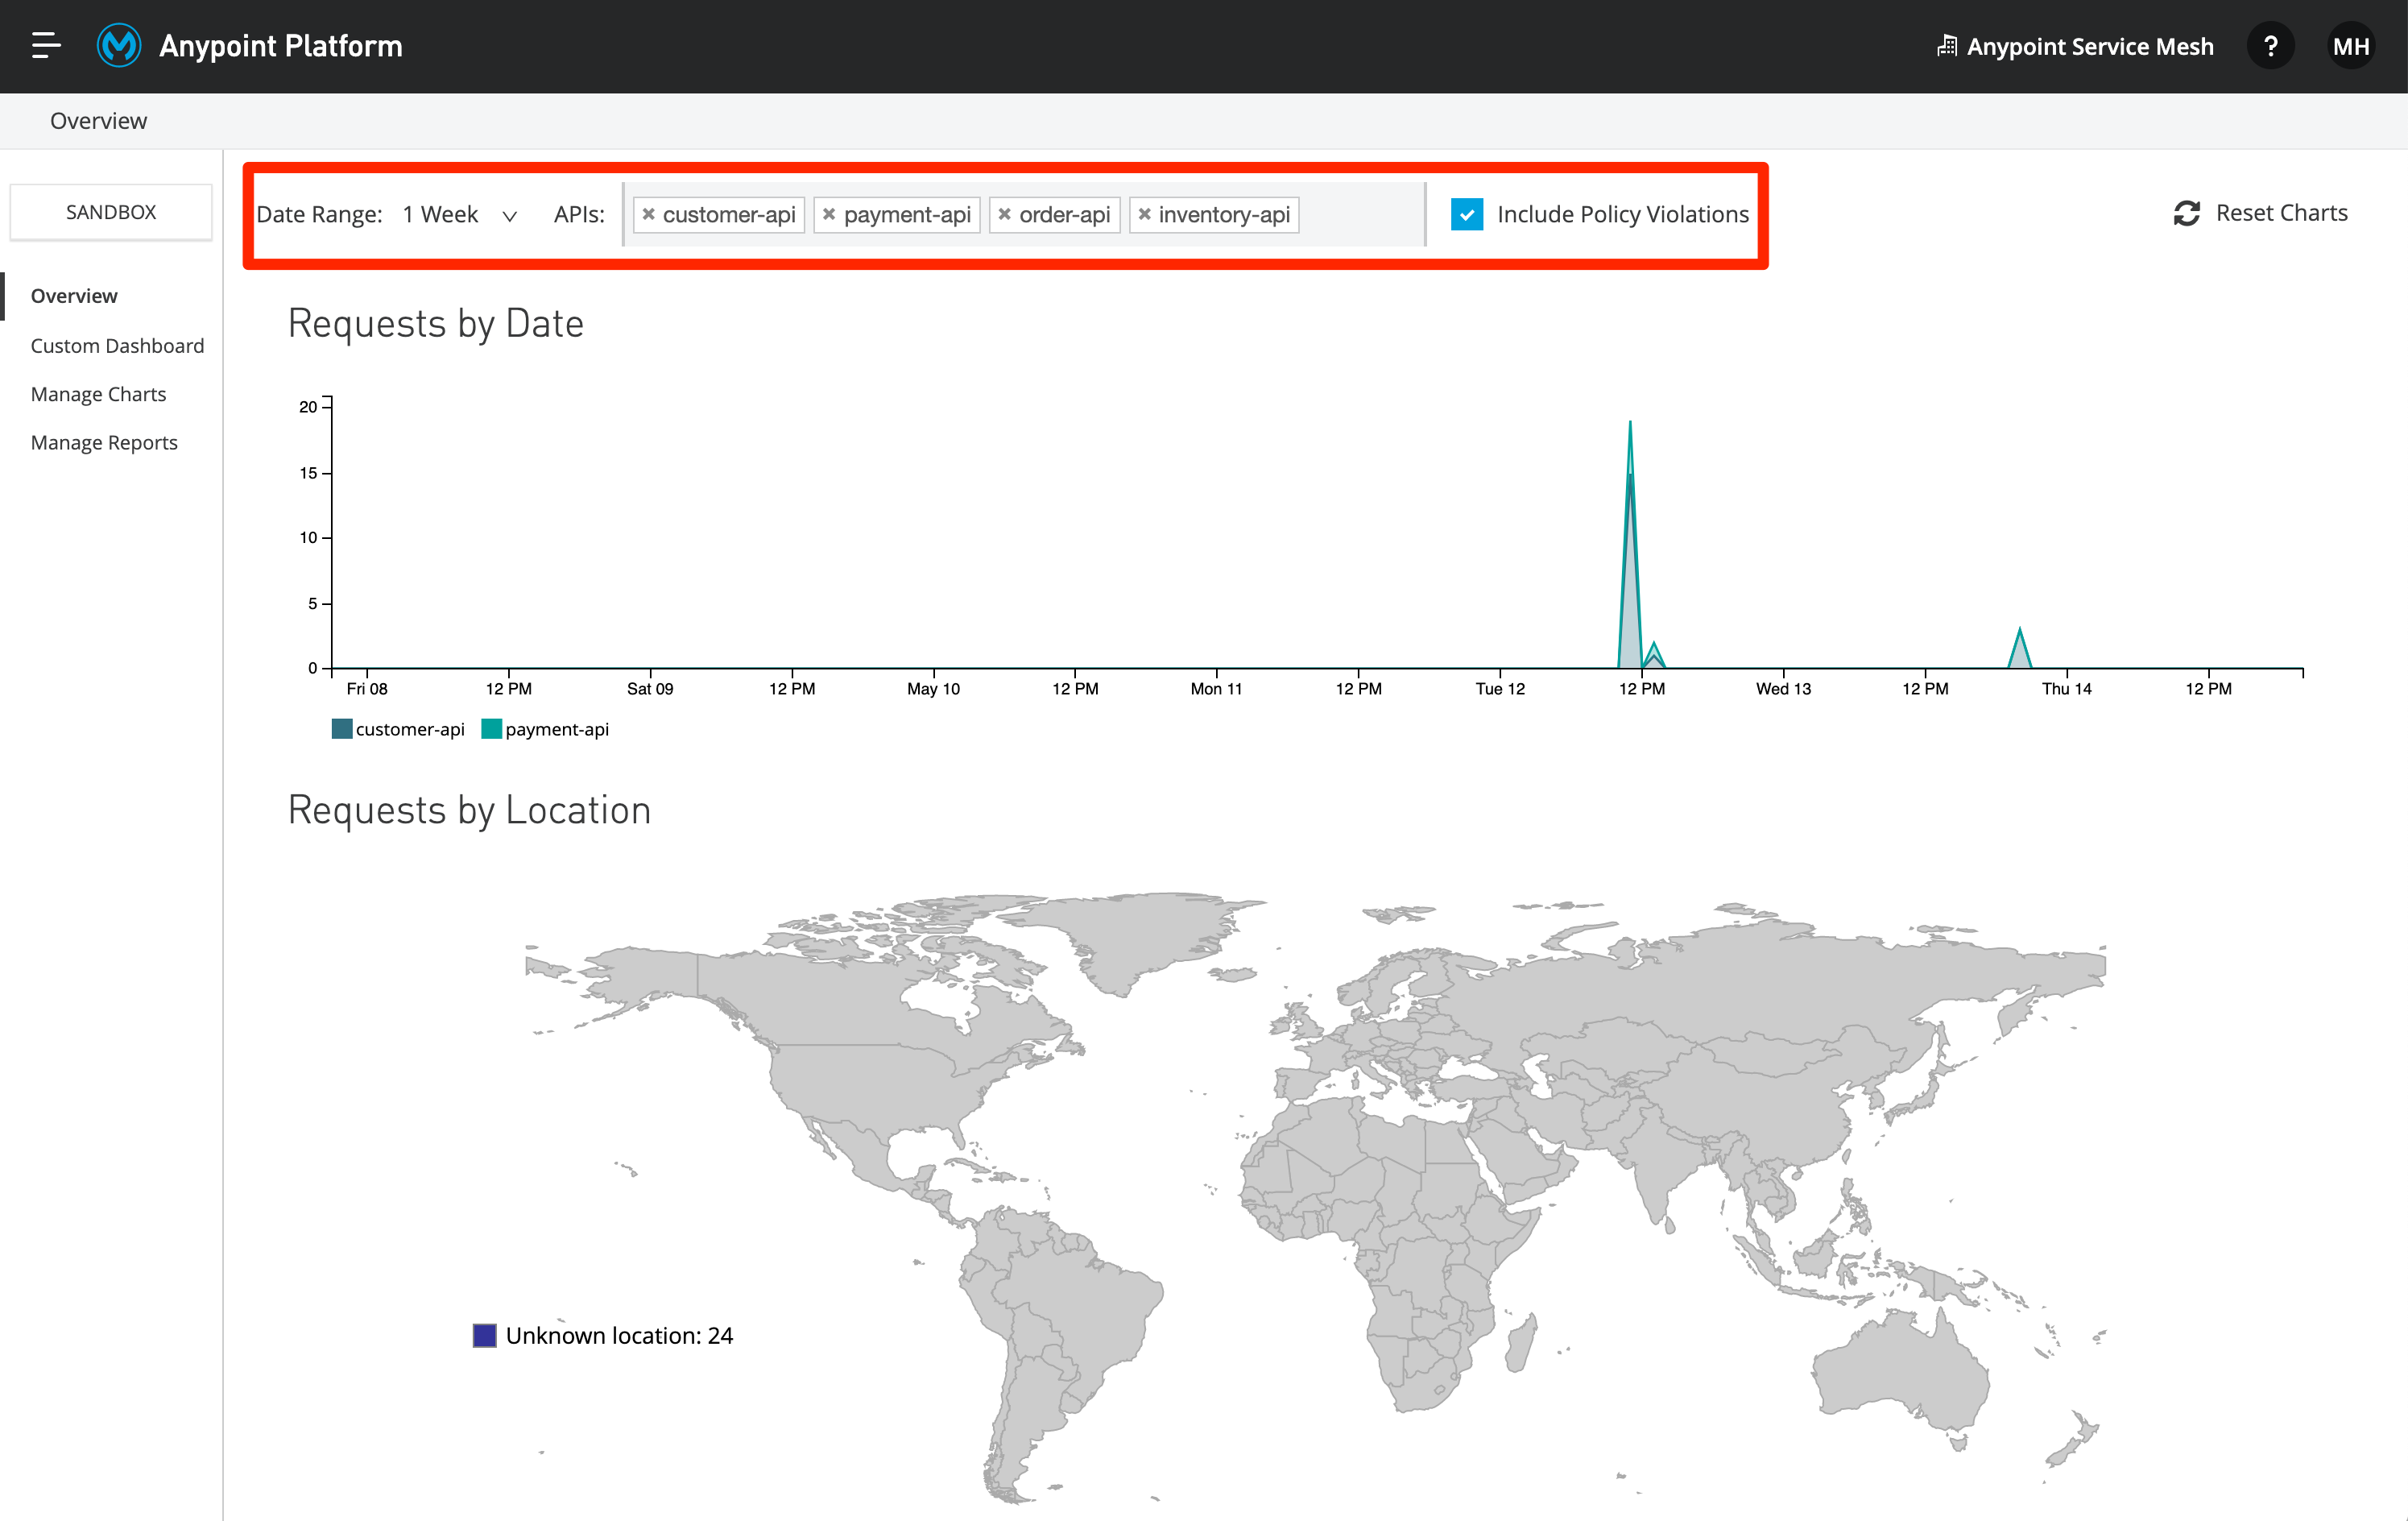 Anypoint Platform
Anypoint Service Mesh ? MH
Overview
SANDBOX
Overview
Custom Dashboard
Manage Charts
Manage Reports
Date Range: 1 Week APIs: × customer-api × payment-api × order-api × inventory-api Include Policy Violations
Reset Charts
Requests by Date
20
15
10
5
0
Fri 08 12 PM Sat 09 12 PM May 10 12 PM Mon 11 12 PM Tue 12 12 PM Wed 13 12 PM Thu 14 12 PM
customer-api payment-api
Requests by Location
Unknown location: 24